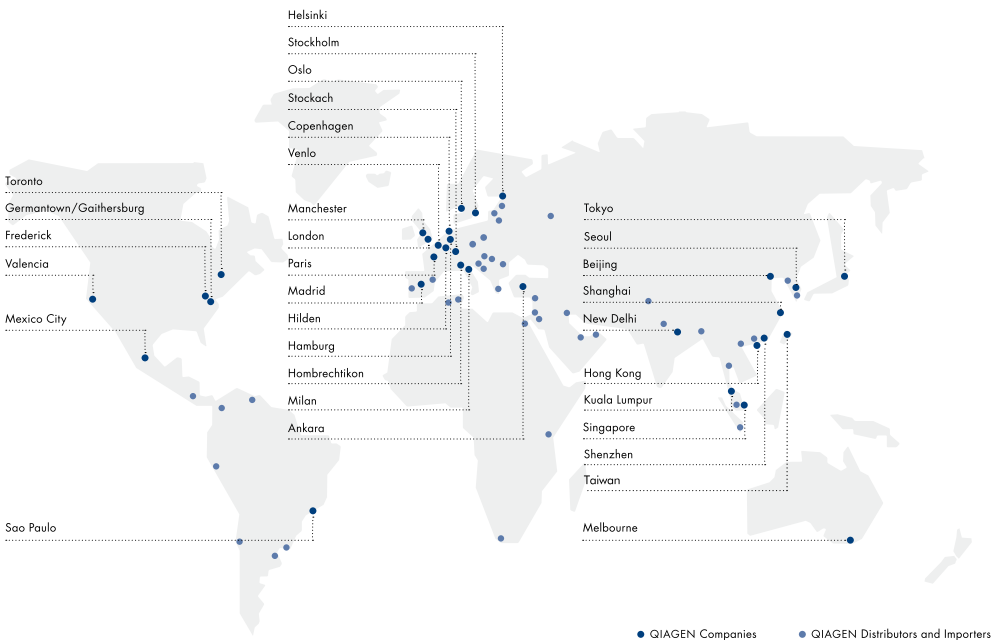 Helsinki
Stockholm
Oslo
Stockach
Copenhagen
Venlo
Toronto
Germantown/Gaithersburg
Frederick
Valencia
Mexico City
Sao Paulo
Manchester
London
Paris
Madrid
Hilden
Hamburg
Hombrechtikon
Milan
Ankara
Tokyo
Seoul
Beijing
Shanghai
New Delhi
Hong Kong
Kuala Lumpur
Singapore
Shenzhen
Taiwan
Melbourne
QIAGEN Companies
QIAGEN Distributors and Importers